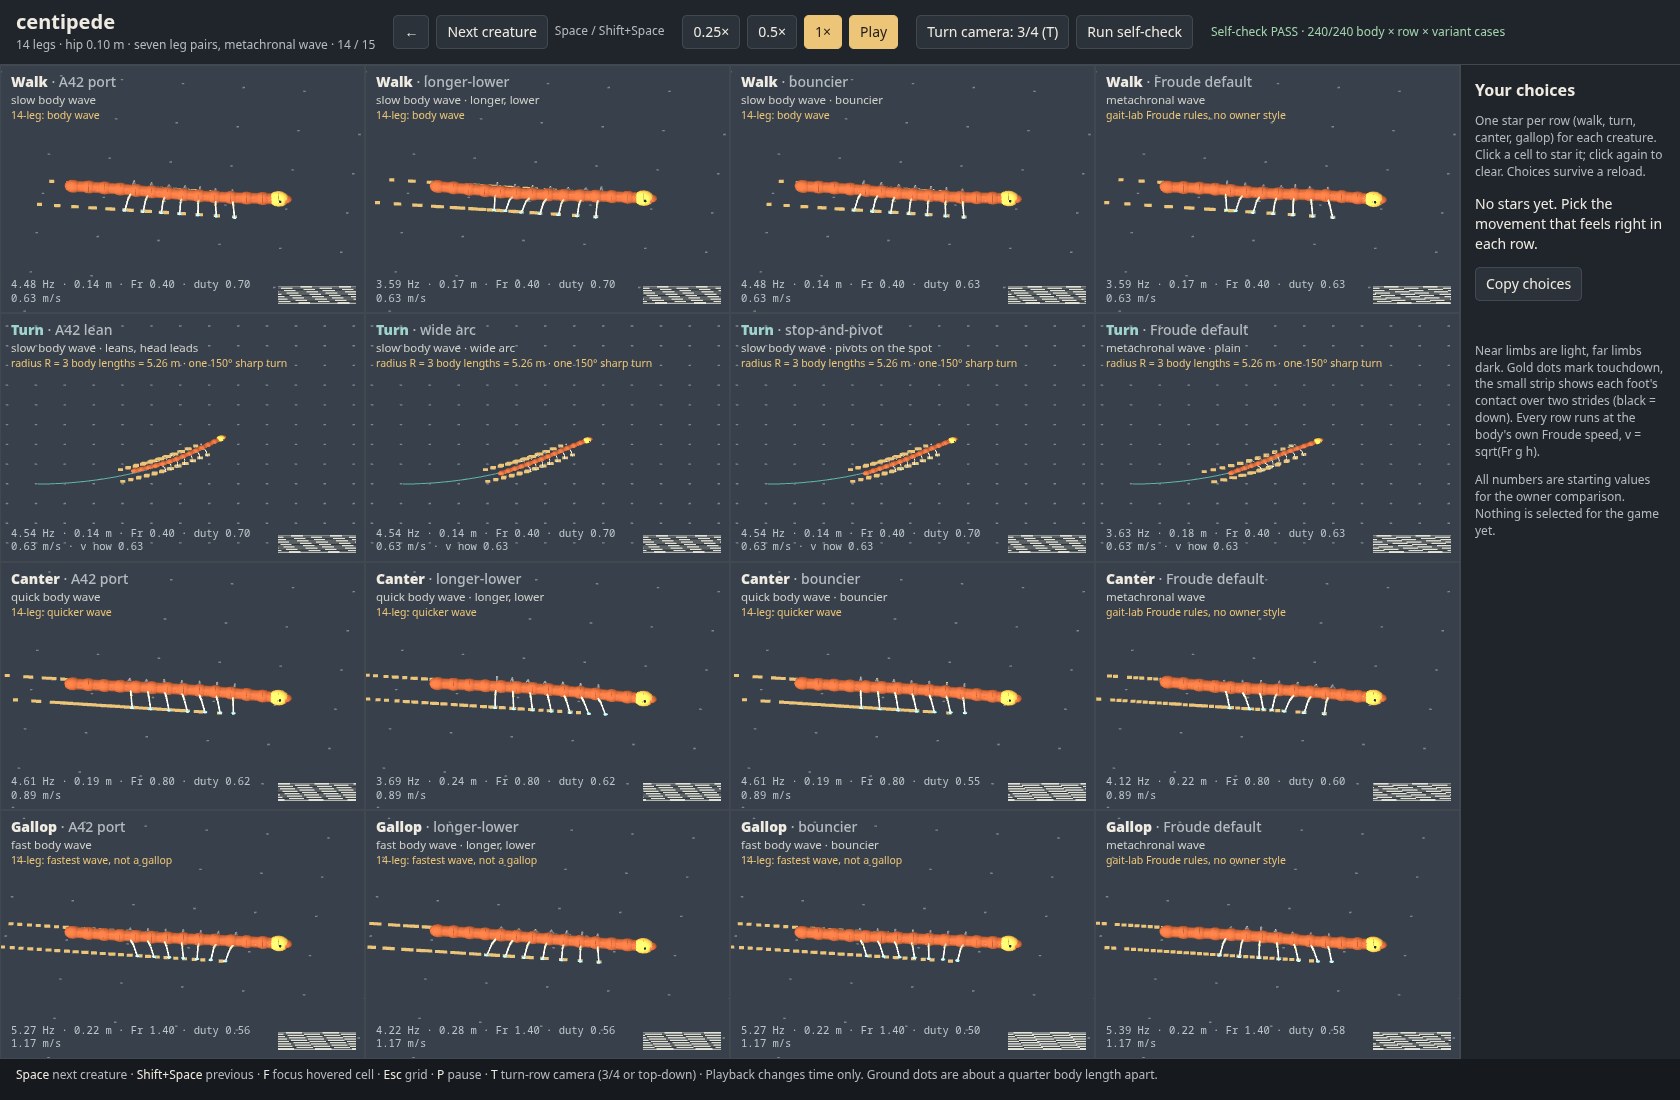 centipede
14 legs · hip 0.10 m · seven leg pairs, metachronal wave · 14 / 15
←
Next creature
Space / Shift+Space
0.25×
0.5×
1×
Play
Turn camera: 3/4 (T)
Run self-check
Self-check PASS · 240/240 body × row × variant cases
Walk · A42 port
slow body wave
14-leg: body wave
4.48 Hz · 0.14 m · Fr 0.40 · duty 0.70
0.63 m/s
Walk · longer-lower
slow body wave · longer, lower
14-leg: body wave
3.59 Hz · 0.17 m · Fr 0.40 · duty 0.70
0.63 m/s
Walk · bouncier
slow body wave · bouncier
14-leg: body wave
4.48 Hz · 0.14 m · Fr 0.40 · duty 0.63
0.63 m/s
Walk · Froude default
metachronal wave
gait-lab Froude rules, no owner style
3.59 Hz · 0.17 m · Fr 0.40 · duty 0.63
0.63 m/s
Turn · A42 lean
slow body wave · leans, head leads
radius R = 3 body lengths = 5.26 m · one 150° sharp turn
4.54 Hz · 0.14 m · Fr 0.40 · duty 0.70
0.63 m/s · v now 0.63
Turn · wide arc
slow body wave · wide arc
radius R = 3 body lengths = 5.26 m · one 150° sharp turn
4.54 Hz · 0.14 m · Fr 0.40 · duty 0.70
0.63 m/s · v now 0.63
Turn · stop-and-pivot
slow body wave · pivots on the spot
radius R = 3 body lengths = 5.26 m · one 150° sharp turn
4.54 Hz · 0.14 m · Fr 0.40 · duty 0.70
0.63 m/s · v now 0.63
Turn · Froude default
metachronal wave · plain
radius R = 3 body lengths = 5.26 m · one 150° sharp turn
3.63 Hz · 0.18 m · Fr 0.40 · duty 0.63
0.63 m/s · v now 0.63
Canter · A42 port
quick body wave
14-leg: quicker wave
4.61 Hz · 0.19 m · Fr 0.80 · duty 0.62
0.89 m/s
Canter · longer-lower
quick body wave · longer, lower
14-leg: quicker wave
3.69 Hz · 0.24 m · Fr 0.80 · duty 0.62
0.89 m/s
Canter · bouncier
quick body wave · bouncier
14-leg: quicker wave
4.61 Hz · 0.19 m · Fr 0.80 · duty 0.55
0.89 m/s
Canter · Froude default
metachronal wave
gait-lab Froude rules, no owner style
4.12 Hz · 0.22 m · Fr 0.80 · duty 0.60
0.89 m/s
Gallop · A42 port
fast body wave
14-leg: fastest wave, not a gallop
5.27 Hz · 0.22 m · Fr 1.40 · duty 0.56
1.17 m/s
Gallop · longer-lower
fast body wave · longer, lower
14-leg: fastest wave, not a gallop
4.22 Hz · 0.28 m · Fr 1.40 · duty 0.56
1.17 m/s
Gallop · bouncier
fast body wave · bouncier
14-leg: fastest wave, not a gallop
5.27 Hz · 0.22 m · Fr 1.40 · duty 0.50
1.17 m/s
Gallop · Froude default
metachronal wave
gait-lab Froude rules, no owner style
5.39 Hz · 0.22 m · Fr 1.40 · duty 0.58
1.17 m/s
Your choices
One star per row (walk, turn,
canter, gallop) for each creature.
Click a cell to star it; click again to
clear. Choices survive a reload.
No stars yet. Pick the
movement that feels right in
each row.
Copy choices
Near limbs are light, far limbs
dark. Gold dots mark touchdown,
the small strip shows each foot's
contact over two strides (black =
down). Every row runs at the
body's own Froude speed, v =
sqrt(Fr g h).
All numbers are starting values
for the owner comparison.
Nothing is selected for the game
yet.
Space next creature · Shift+Space previous · F focus hovered cell · Esc grid · P pause · T turn-row camera (3/4 or top-down) · Playback changes time only. Ground dots are about a quarter body length apart.